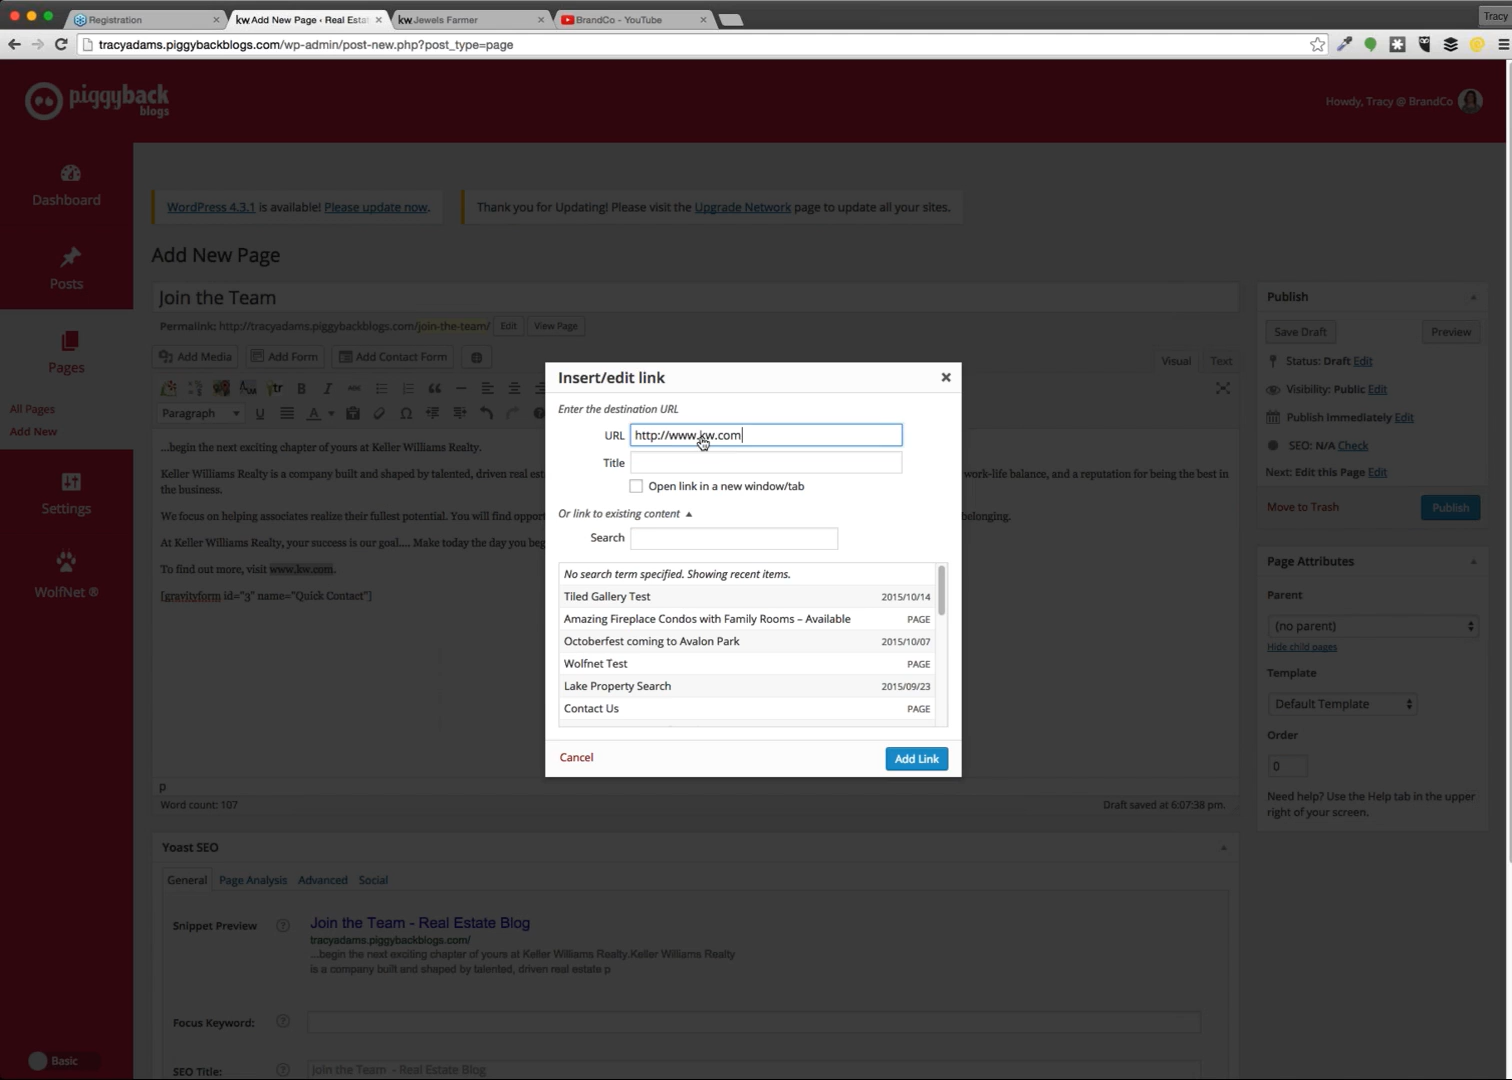 Registration
kw Add New Page ‹ Real Estat
kw Jewels Farmer
BrandCo - YouTube
Tracy
tracyadams.piggybackblogs.com/wp-admin/post-new.php?post_type=page
piggyback
blogs
Howdy, Tracy @ BrandCo
Dashboard
Posts
Pages
All Pages
Add New
Settings
WolfNet ®
Basic
WordPress 4.3.1 is available! Please update now.
Thank you for Updating! Please visit the Upgrade Network page to update all your sites.
Add New Page
Join the Team
Permalink: http://tracyadams.piggybackblogs.com/join-the-team/ Edit View Page
Add Media Add Form Add Contact Form
Visual Text
Paragraph
...begin the next exciting chapter of yours at Keller Williams Realty.
Keller Williams Realty is a company built and shaped by talented, driven real est
work-life balance, and a reputation for being the best in
the business.
We focus on helping associates realize their fullest potential. You will find oppor
belonging.
At Keller Williams Realty, your success is our goal.... Make today the day you beg
To find out more, visit www.kw.com.
[gravityform id="3" name="Quick Contact"]
p
Word count: 107
Draft saved at 6:07:38 pm.
Insert/edit link
Enter the destination URL
URL http://www.kw.com
Title
Open link in a new window/tab
Or link to existing content
Search
No search term specified. Showing recent items.
Tiled Gallery Test 2015/10/14
Amazing Fireplace Condos with Family Rooms – Available PAGE
Octoberfest coming to Avalon Park 2015/10/07
Wolfnet Test PAGE
Lake Property Search 2015/09/23
Contact Us PAGE
Cancel
Add Link
Publish
Save Draft
Preview
Status: Draft Edit
Visibility: Public Edit
Publish Immediately Edit
SEO: N/A Check
Next: Edit this Page Edit
Move to Trash
Publish
Page Attributes
Parent
(no parent)
Hide child pages
Template
Default Template
Order
0
Need help? Use the Help tab in the upper
right of your screen.
Yoast SEO
General Page Analysis Advanced Social
Snippet Preview
Join the Team - Real Estate Blog
tracyadams.piggybackblogs.com/
...begin the next exciting chapter of yours at Keller Williams Realty.Keller Williams Realty
is a company built and shaped by talented, driven real estate p
Focus Keyword:
SEO Title:
Join the Team - Real Estate Blog